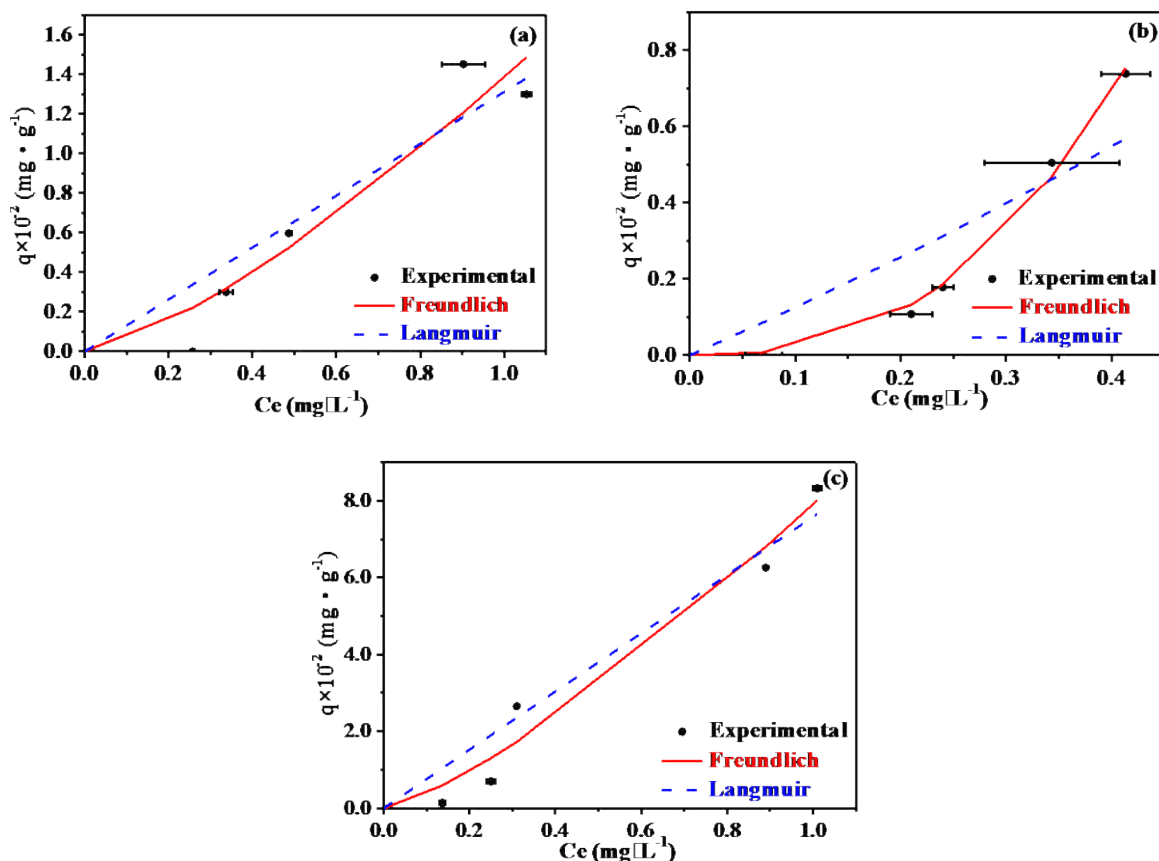 (a)
1.6
1.4
1.2
1.0
0.8
0.6
0.4
0.2
0.0
q×10⁻² (mg · g⁻¹)
Experimental
Freundlich
Langmuir
0.0 0.2 0.4 0.6 0.8 1.0
Ce (mg□L⁻¹)
(b)
0.8
0.6
0.4
0.2
0.0
q×10⁻² (mg · g⁻¹)
Experimental
Freundlich
Langmuir
0.0 0.1 0.2 0.3 0.4
Ce (mg□L⁻¹)
(c)
8.0
6.0
4.0
2.0
0.0
q×10⁻² (mg · g⁻¹)
Experimental
Freundlich
Langmuir
0.0 0.2 0.4 0.6 0.8 1.0
Ce (mg□L⁻¹)